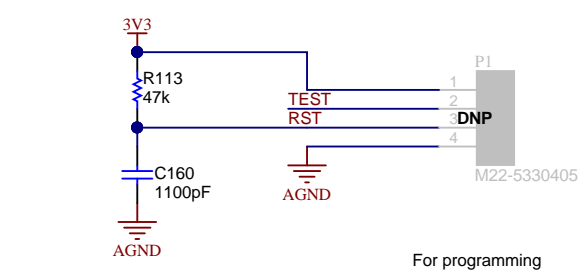 3V3
P1
R113
47k
1
TEST
2
RST
3
DNP
4
C160
1100pF
AGND
M22-5330405
AGND
For programming